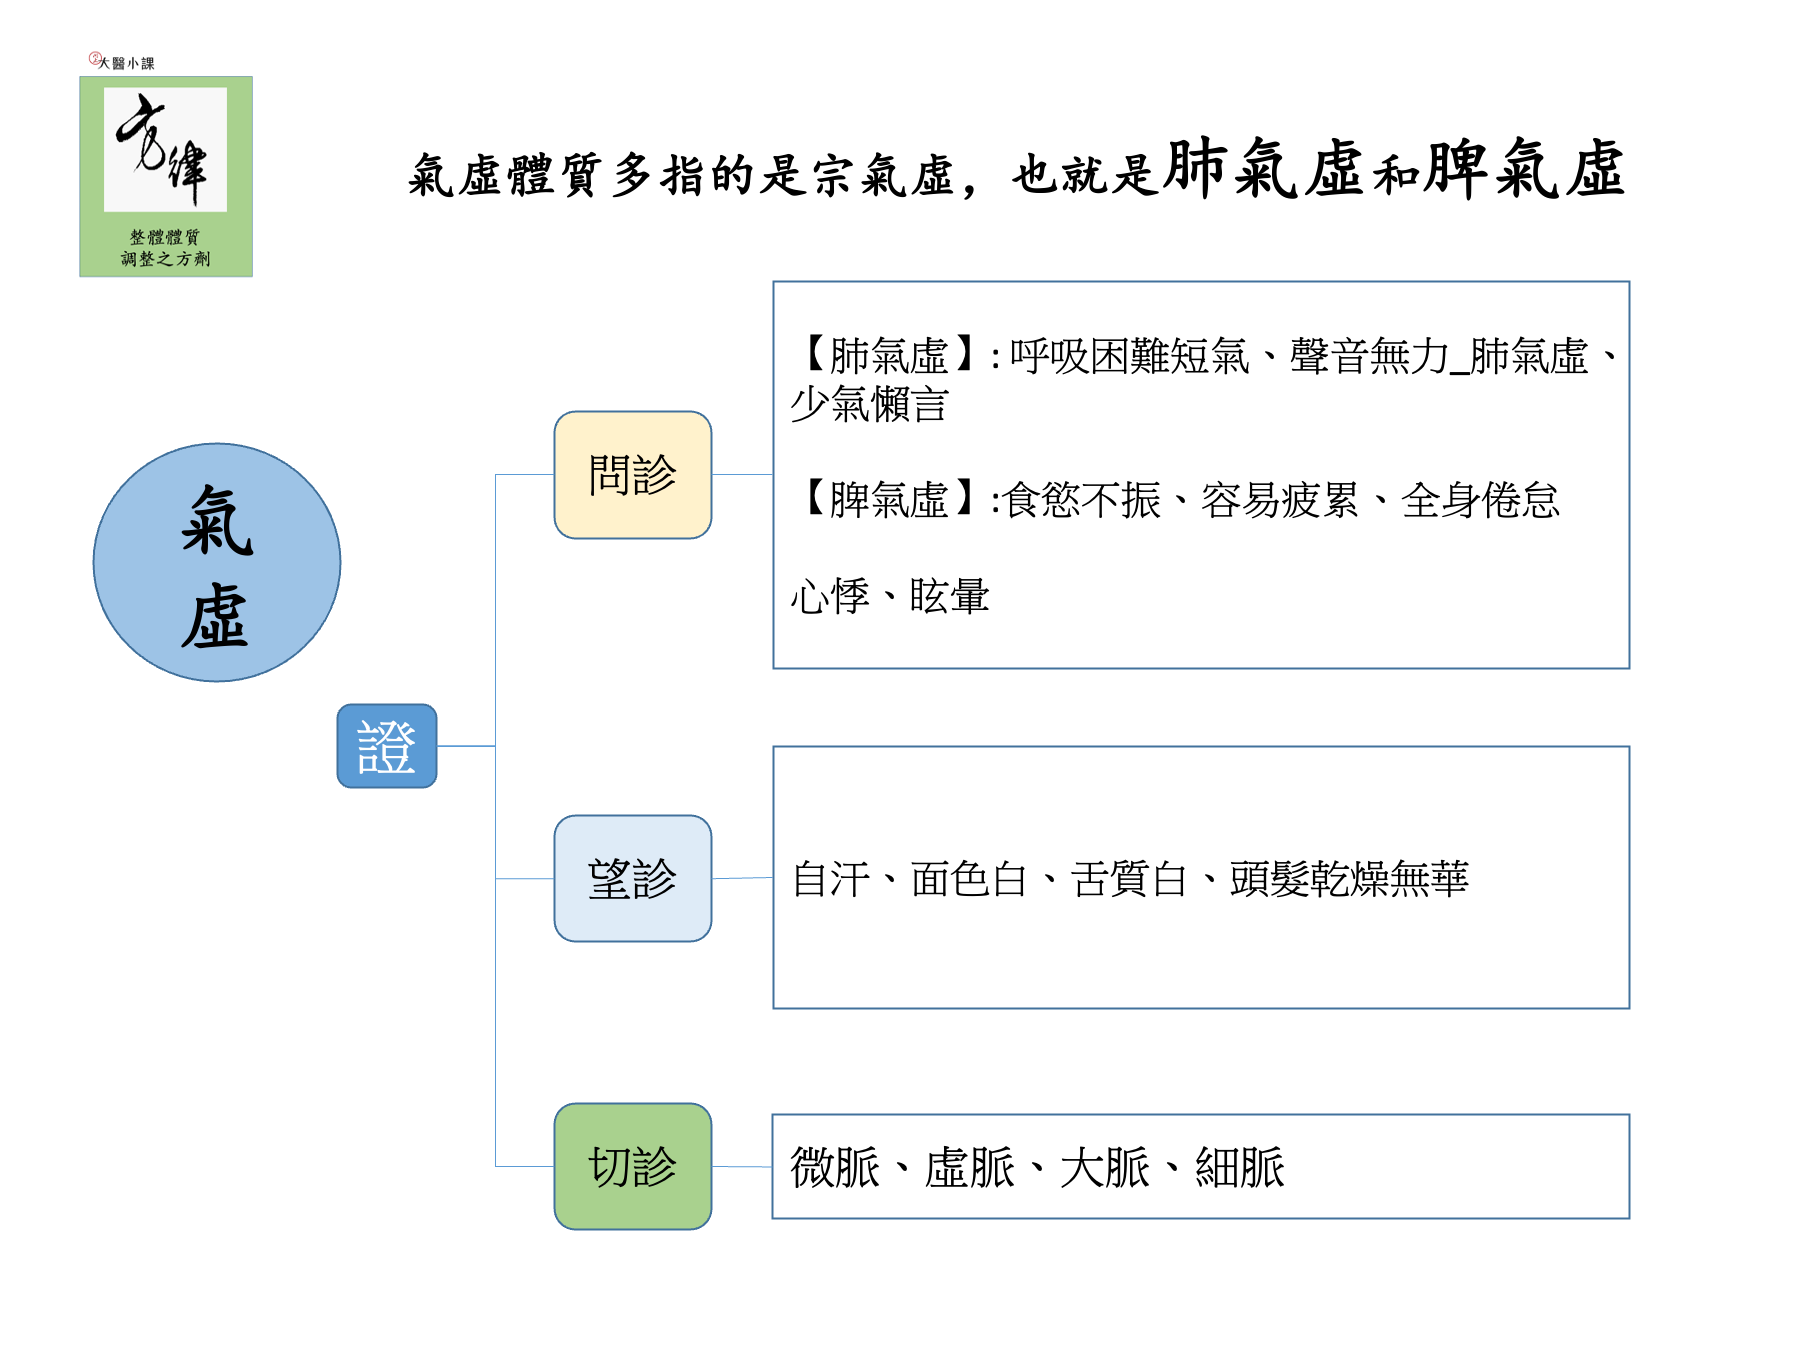 大醫小課
方律
整體體質
調整之方劑
氣虛體質多指的是宗氣虛，也就是肺氣虛和脾氣虛
氣
虛
證
問診
【肺氣虛】:呼吸困難短氣、聲音無力_肺氣虛、
少氣懶言
【脾氣虛】:食慾不振、容易疲累、全身倦怠
心悸、眩暈
望診
自汗、面色白、舌質白、頭髮乾燥無華
切診
微脈、虛脈、大脈、細脈